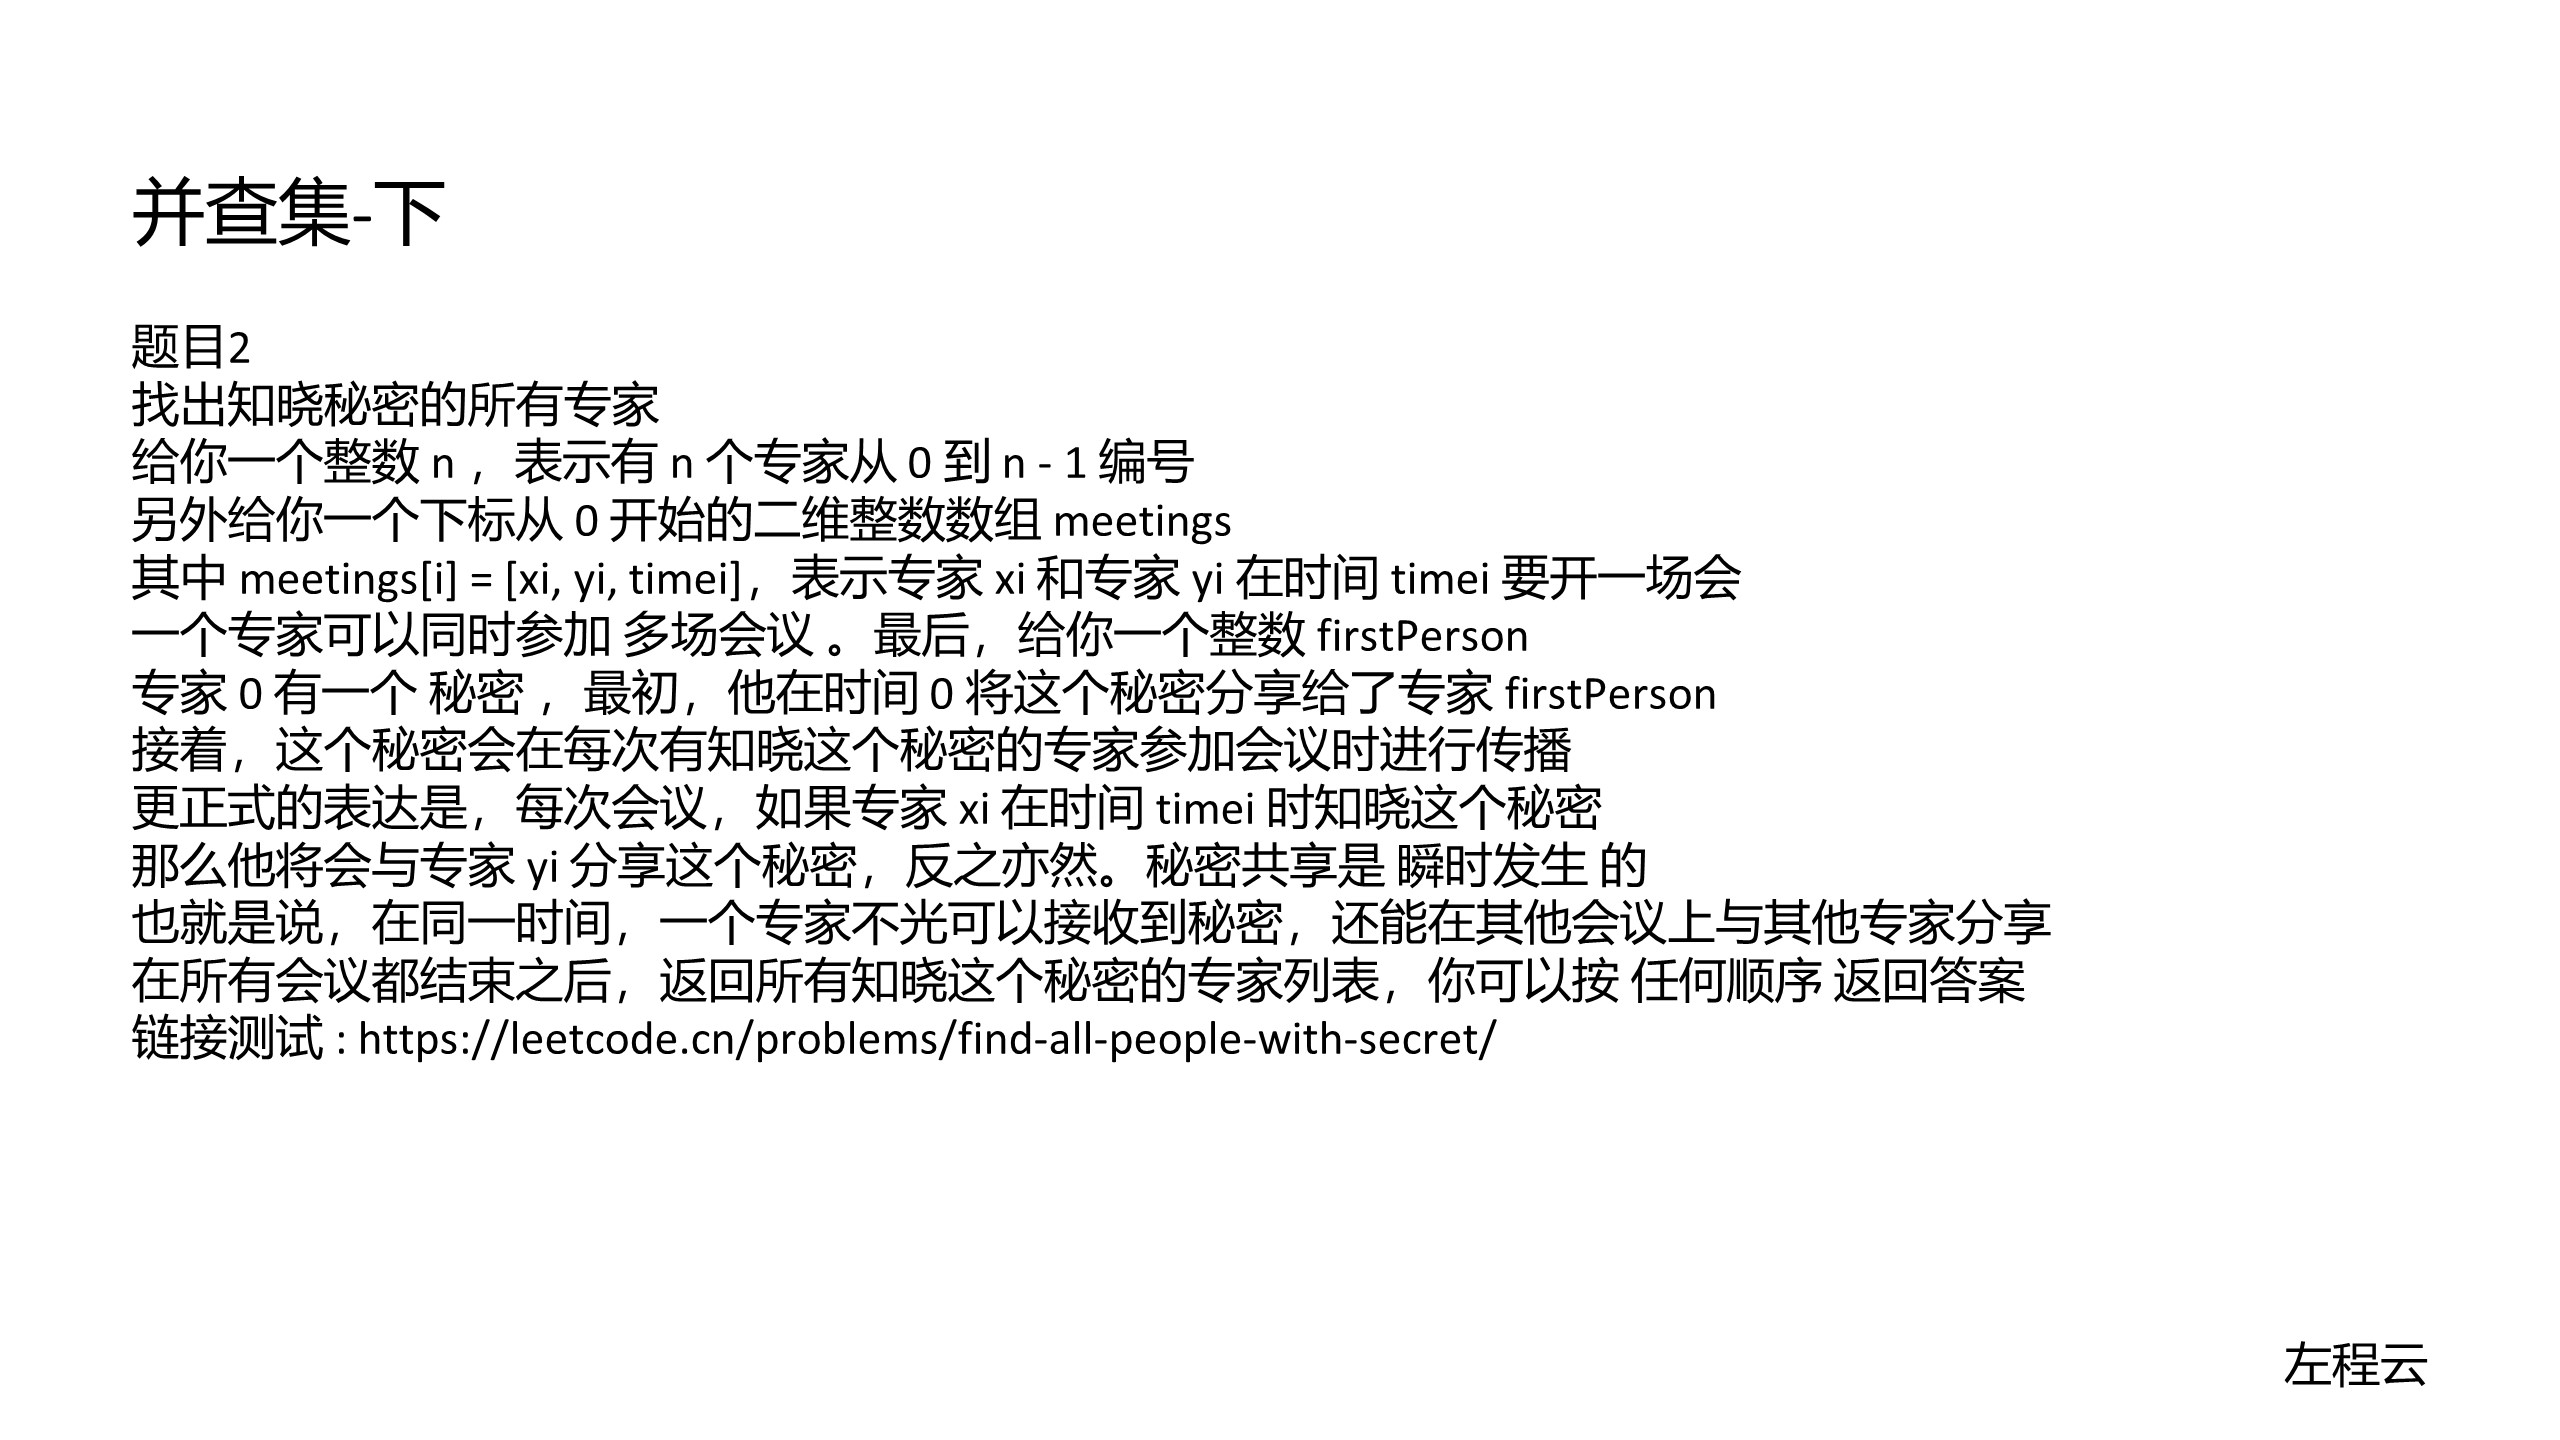 并查集-下
题目2
找出知晓秘密的所有专家
给你一个整数 n ，表示有 n 个专家从 0 到 n - 1 编号
另外给你一个下标从 0 开始的二维整数数组 meetings
其中 meetings[i] = [xi, yi, timei]，表示专家 xi 和专家 yi 在时间 timei 要开一场会
一个专家可以同时参加 多场会议 。最后，给你一个整数 firstPerson
专家 0 有一个 秘密 ，最初，他在时间 0 将这个秘密分享给了专家 firstPerson
接着，这个秘密会在每次有知晓这个秘密的专家参加会议时进行传播
更正式的表达是，每次会议，如果专家 xi 在时间 timei 时知晓这个秘密
那么他将会与专家 yi 分享这个秘密，反之亦然。秘密共享是 瞬时发生 的
也就是说，在同一时间，一个专家不光可以接收到秘密，还能在其他会议上与其他专家分享
在所有会议都结束之后，返回所有知晓这个秘密的专家列表，你可以按 任何顺序 返回答案
链接测试 : https://leetcode.cn/problems/find-all-people-with-secret/
左程云